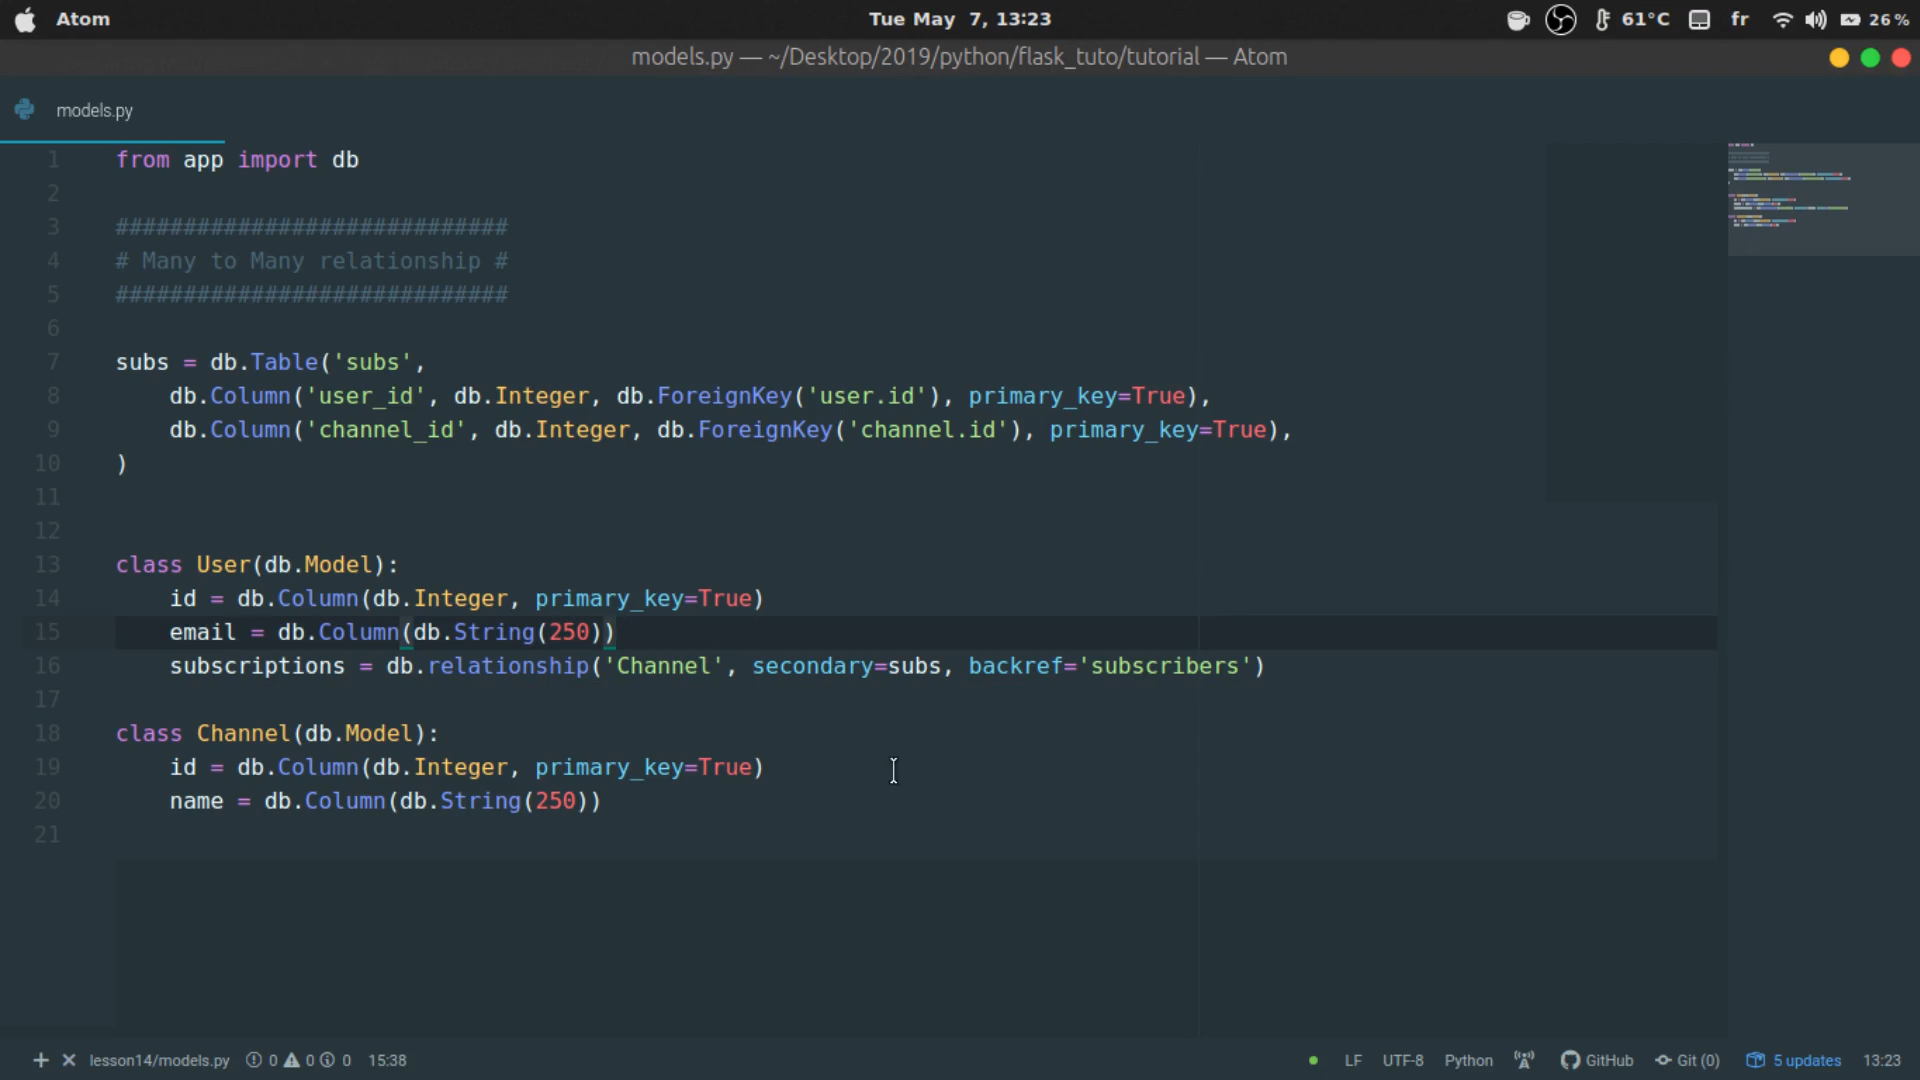 Atom
Tue May 7, 13:23
61°C fr 26%
models.py — ~/Desktop/2019/python/flask_tuto/tutorial — Atom
models.py
1 from app import db
2
3 #############################
4 # Many to Many relationship #
5 #############################
6
7 subs = db.Table('subs',
8     db.Column('user_id', db.Integer, db.ForeignKey('user.id'), primary_key=True),
9     db.Column('channel_id', db.Integer, db.ForeignKey('channel.id'), primary_key=True),
10 )
11
12
13 class User(db.Model):
14     id = db.Column(db.Integer, primary_key=True)
15     email = db.Column(db.String(250))
16     subscriptions = db.relationship('Channel', secondary=subs, backref='subscribers')
17
18 class Channel(db.Model):
19     id = db.Column(db.Integer, primary_key=True)
20     name = db.Column(db.String(250))
21
lesson14/models.py 0 0 0 15:38 LF UTF-8 Python GitHub Git (0) 5 updates 13:23